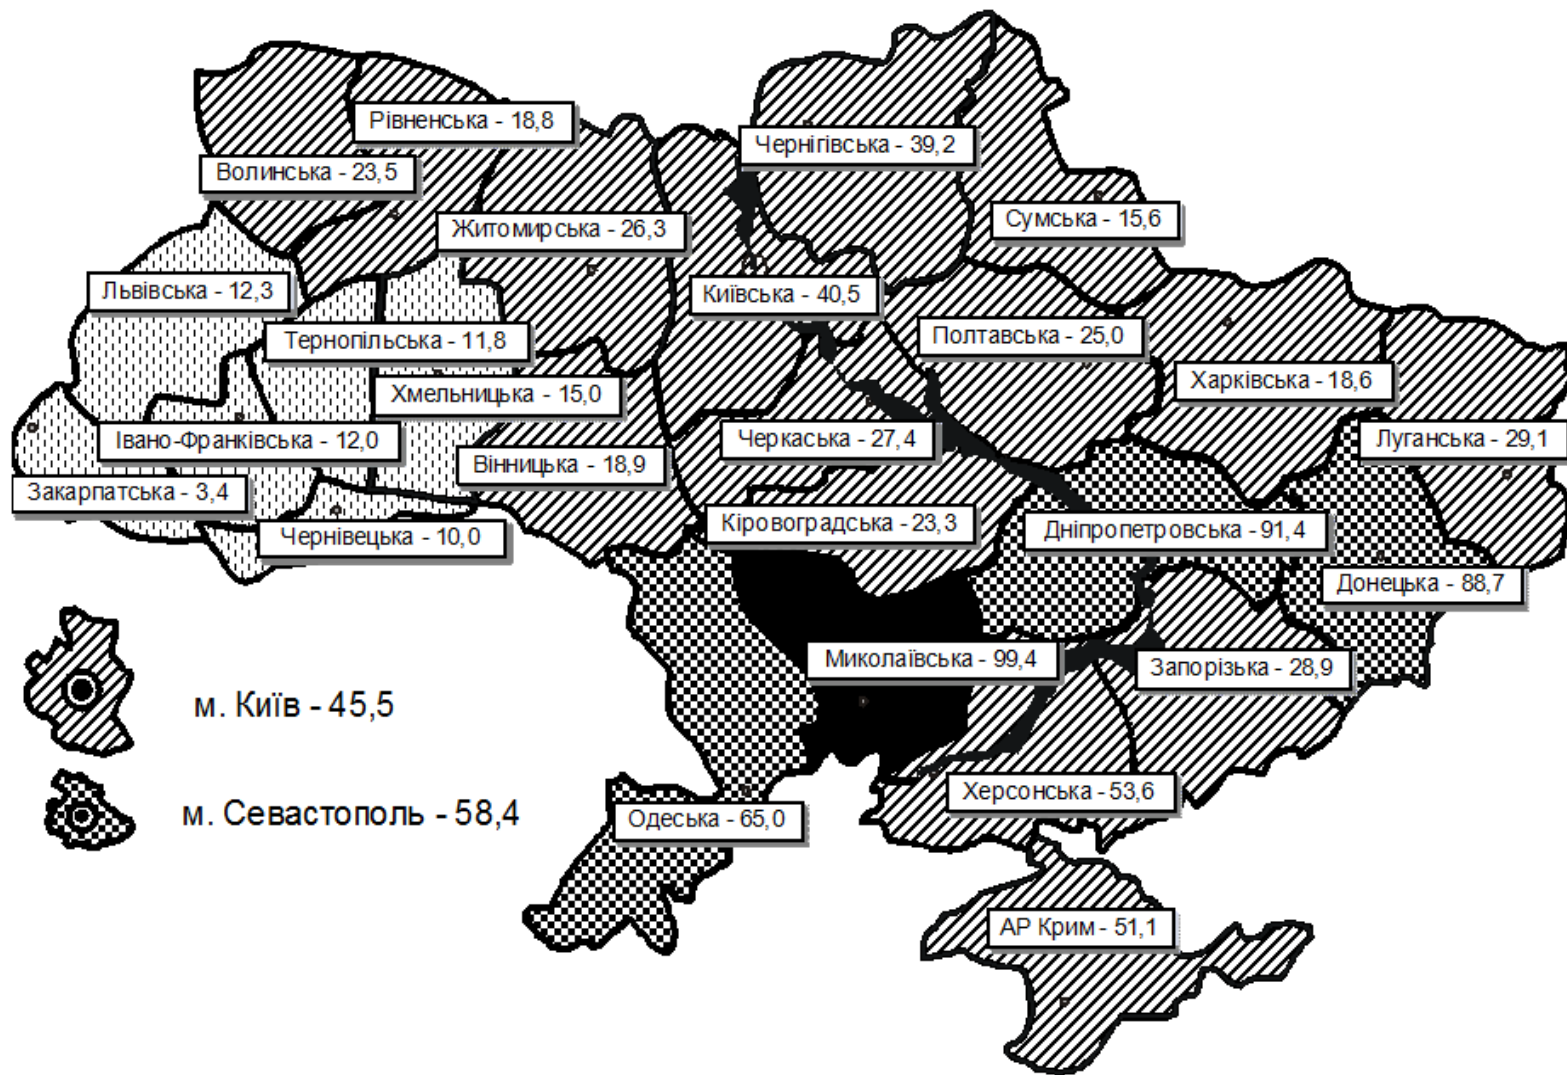 Рівненська - 18,8
Чернігівська - 39,2
Волинська - 23,5
Сумська - 15,6
Житомирська - 26,3
Львівська - 12,3
Київська - 40,5
Тернопільська - 11,8
Полтавська - 25,0
Харківська - 18,6
Хмельницька - 15,0
Івано-Франківська - 12,0
Черкаська - 27,4
Луганська - 29,1
Вінницька - 18,9
Закарпатська - 3,4
Кіровоградська - 23,3
Дніпропетровська - 91,4
Чернівецька - 10,0
Донецька - 88,7
Миколаївська - 99,4
Запорізька - 28,9
м. Київ - 45,5
Херсонська - 53,6
м. Севастополь - 58,4
Одеська - 65,0
АР Крим - 51,1